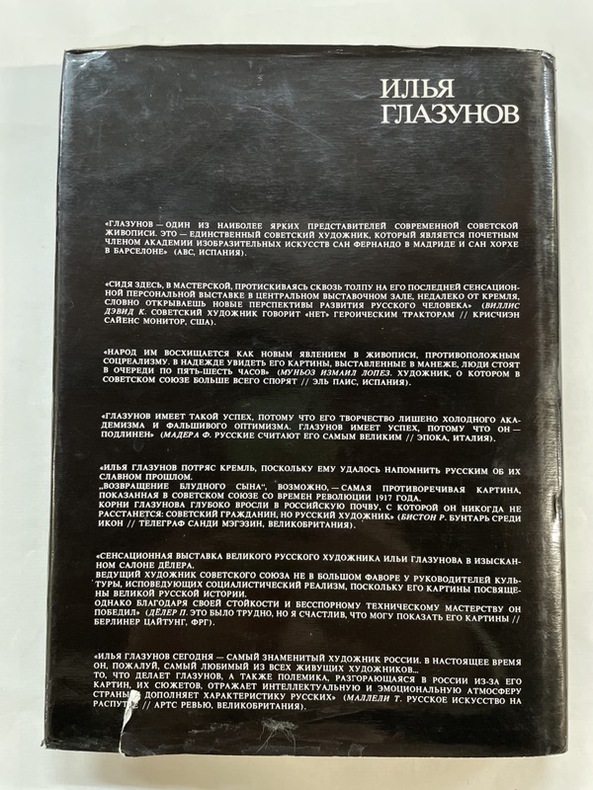 ИЛЬЯ
ГЛАЗУНОВ
«ГЛАЗУНОВ — ОДИН ИЗ НАИБОЛЕЕ ЯРКИХ ПРЕДСТАВИТЕЛЕЙ СОВРЕМЕННОЙ СОВЕТСКОЙ
ЖИВОПИСИ. ЭТО — ЕДИНСТВЕННЫЙ СОВЕТСКИЙ ХУДОЖНИК, КОТОРЫЙ ЯВЛЯЕТСЯ ПОЧЕТНЫМ
ЧЛЕНОМ АКАДЕМИИ ИЗОБРАЗИТЕЛЬНЫХ ИСКУССТВ САН ФЕРНАНДО В МАДРИДЕ И САН ХОРХЕ
В БАРСЕЛОНЕ» (АВС, ИСПАНИЯ).
«СИДЯ ЗДЕСЬ, В МАСТЕРСКОЙ, ПРОТИСКИВАЯСЬ СКВОЗЬ ТОЛПУ НА ЕГО ПОСЛЕДНЕЙ СЕНСАЦИОН-
НОЙ ПЕРСОНАЛЬНОЙ ВЫСТАВКЕ В ЦЕНТРАЛЬНОМ ВЫСТАВОЧНОМ ЗАЛЕ, НЕДАЛЕКО ОТ КРЕМЛЯ,
СЛОВНО ОТКРЫВАЕШЬ НОВЫЕ ПЕРСПЕКТИВЫ РАЗВИТИЯ РУССКОГО ЧЕЛОВЕКА» (ВИЛЛИС
ДЭВИД К. СОВЕТСКИЙ ХУДОЖНИК ГОВОРИТ «НЕТ» ГЕРОИЧЕСКИМ ТРАКТОРАМ // КРИСЧИЭН
САЙЕНС МОНИТОР, США).
«НАРОД ИМ ВОСХИЩАЕТСЯ КАК НОВЫМ ЯВЛЕНИЕМ В ЖИВОПИСИ, ПРОТИВОПОЛОЖНЫМ
СОЦРЕАЛИЗМУ. В НАДЕЖДЕ УВИДЕТЬ ЕГО КАРТИНЫ, ВЫСТАВЛЕННЫЕ В МАНЕЖЕ, ЛЮДИ СТОЯТ
В ОЧЕРЕДИ ПО ПЯТЬ-ШЕСТЬ ЧАСОВ» (МУНЬОЗ ИЗМАИЛ ЛОПЕЗ. ХУДОЖНИК, О КОТОРОМ В
СОВЕТСКОМ СОЮЗЕ БОЛЬШЕ ВСЕГО СПОРЯТ // ЭЛЬ ПАИС, ИСПАНИЯ).
«ГЛАЗУНОВ ИМЕЕТ ТАКОЙ УСПЕХ, ПОТОМУ ЧТО ЕГО ТВОРЧЕСТВО ЛИШЕНО ХОЛОДНОГО АКА-
ДЕМИЗМА И ФАЛЬШИВОГО ОПТИМИЗМА. ГЛАЗУНОВ ИМЕЕТ УСПЕХ, ПОТОМУ ЧТО ОН —
ПОДЛИНЕН» (МАДЕРА Ф. РУССКИЕ СЧИТАЮТ ЕГО САМЫМ ВЕЛИКИМ // ЭПОКА, ИТАЛИЯ).
«ИЛЬЯ ГЛАЗУНОВ ПОТРЯС КРЕМЛЬ, ПОСКОЛЬКУ ЕМУ УДАЛОСЬ НАПОМНИТЬ РУССКИМ ОБ ИХ
СЛАВНОМ ПРОШЛОМ.
„ВОЗВРАЩЕНИЕ БЛУДНОГО СЫНА“, ВОЗМОЖНО, — САМАЯ ПРОТИВОРЕЧИВАЯ КАРТИНА,
ПОКАЗАННАЯ В СОВЕТСКОМ СОЮЗЕ СО ВРЕМЕН РЕВОЛЮЦИИ 1917 ГОДА.
КОРНИ ГЛАЗУНОВА ГЛУБОКО ВРОСЛИ В РОССИЙСКУЮ ПОЧВУ, С КОТОРОЙ ОН НИКОГДА НЕ
РАССТАНЕТСЯ: СОВЕТСКИЙ ГРАЖДАНИН, НО РУССКИЙ ХУДОЖНИК» (БИСТОН Р. БУНТАРЬ СРЕДИ
ИКОН // ТЕЛЕГРАФ САНДИ МЭГЭЗИН, ВЕЛИКОБРИТАНИЯ).
«СЕНСАЦИОННАЯ ВЫСТАВКА ВЕЛИКОГО РУССКОГО ХУДОЖНИКА ИЛЬИ ГЛАЗУНОВА В ИЗЫСКАН-
НОМ САЛОНЕ ДЁЛЕРА.
ВЕДУЩИЙ ХУДОЖНИК СОВЕТСКОГО СОЮЗА НЕ В БОЛЬШОМ ФАВОРЕ У РУКОВОДИТЕЛЕЙ КУЛЬ-
ТУРЫ, ИСПОВЕДУЮЩИХ СОЦИАЛИСТИЧЕСКИЙ РЕАЛИЗМ, ПОСКОЛЬКУ ЕГО КАРТИНЫ ПОСВЯЩЕ-
НЫ ВЕЛИКОЙ РУССКОЙ ИСТОРИИ.
ОДНАКО БЛАГОДАРЯ СВОЕЙ СТОЙКОСТИ И БЕССПОРНОМУ ТЕХНИЧЕСКОМУ МАСТЕРСТВУ ОН
ПОБЕДИЛ» (ДЁЛЕР П. ЭТО БЫЛО ТРУДНО, НО Я СЧАСТЛИВ, ЧТО МОГУ ПОКАЗАТЬ ЕГО КАРТИНЫ //
БЕРЛИНЕР ЦАЙТУНГ, ФРГ).
«ИЛЬЯ ГЛАЗУНОВ СЕГОДНЯ — САМЫЙ ЗНАМЕНИТЫЙ ХУДОЖНИК РОССИИ. В НАСТОЯЩЕЕ ВРЕМЯ
ОН, ПОЖАЛУЙ, САМЫЙ ЛЮБИМЫЙ ИЗ ВСЕХ ЖИВУЩИХ ХУДОЖНИКОВ...
ТО, ЧТО ДЕЛАЕТ ГЛАЗУНОВ, А ТАКЖЕ ПОЛЕМИКА, РАЗГОРАЮЩАЯСЯ В РОССИИ ИЗ-ЗА ЕГО
КАРТИН, ИХ СЮЖЕТОВ, ОТРАЖАЕТ ИНТЕЛЛЕКТУАЛЬНУЮ И ЭМОЦИОНАЛЬНУЮ АТМОСФЕРУ
СТРАНЫ, ДОПОЛНЯЕТ ХАРАКТЕРИСТИКУ РУССКИХ» (МАЛЛЕЛИ Т. РУССКОЕ ИСКУССТВО НА
РАСПУТЬЕ // АРТС РЕВЬЮ, ВЕЛИКОБРИТАНИЯ).